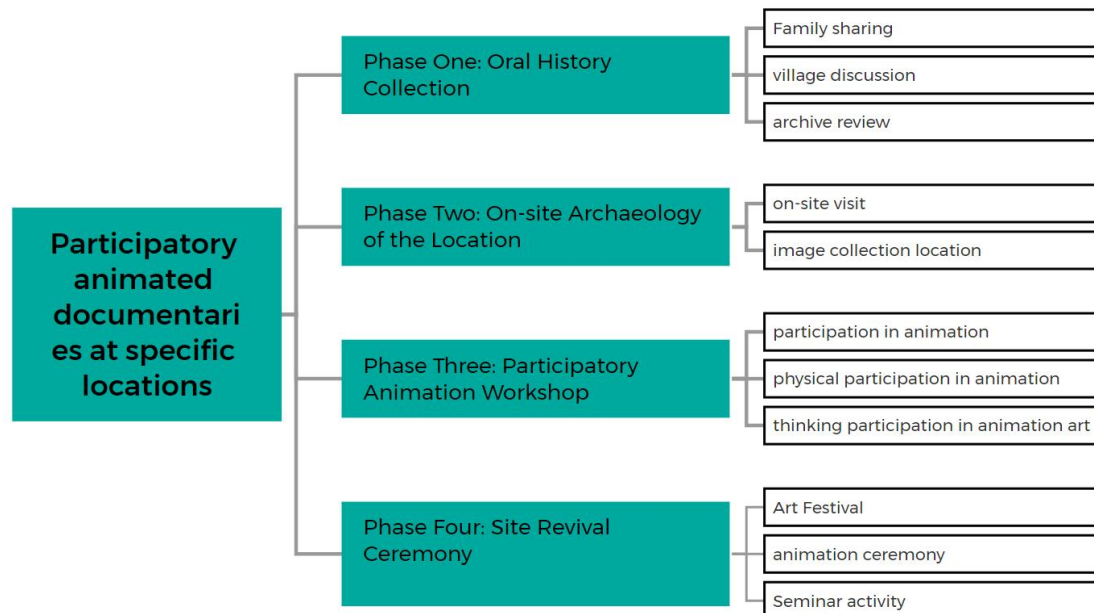 Participatory
animated
documentari
es at specific
locations
Phase One: Oral History
Collection
Family sharing
village discussion
archive review
Phase Two: On-site Archaeology
of the Location
on-site visit
image collection location
Phase Three: Participatory
Animation Workshop
participation in animation
physical participation in animation
thinking participation in animation art
Phase Four: Site Revival
Ceremony
Art Festival
animation ceremony
Seminar activity